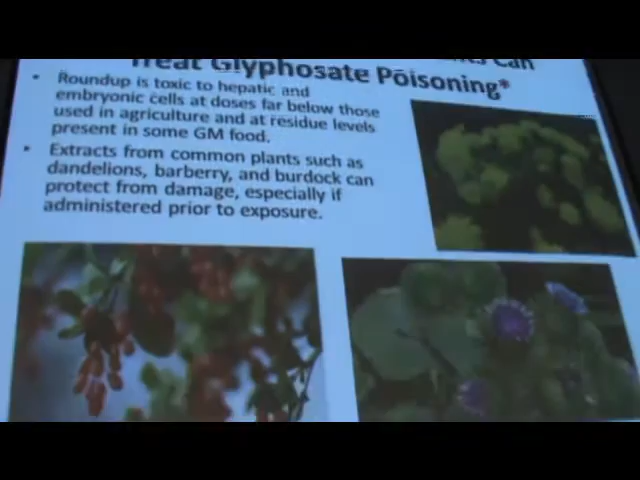 Can
Treat Glyphosate Poisoning*
• Roundup is toxic to hepatic and
embryonic cells at doses far below those
used in agriculture and at residue levels
present in some GM food.
• Extracts from common plants such as
dandelions, barberry, and burdock can
protect from damage, especially if
administered prior to exposure.